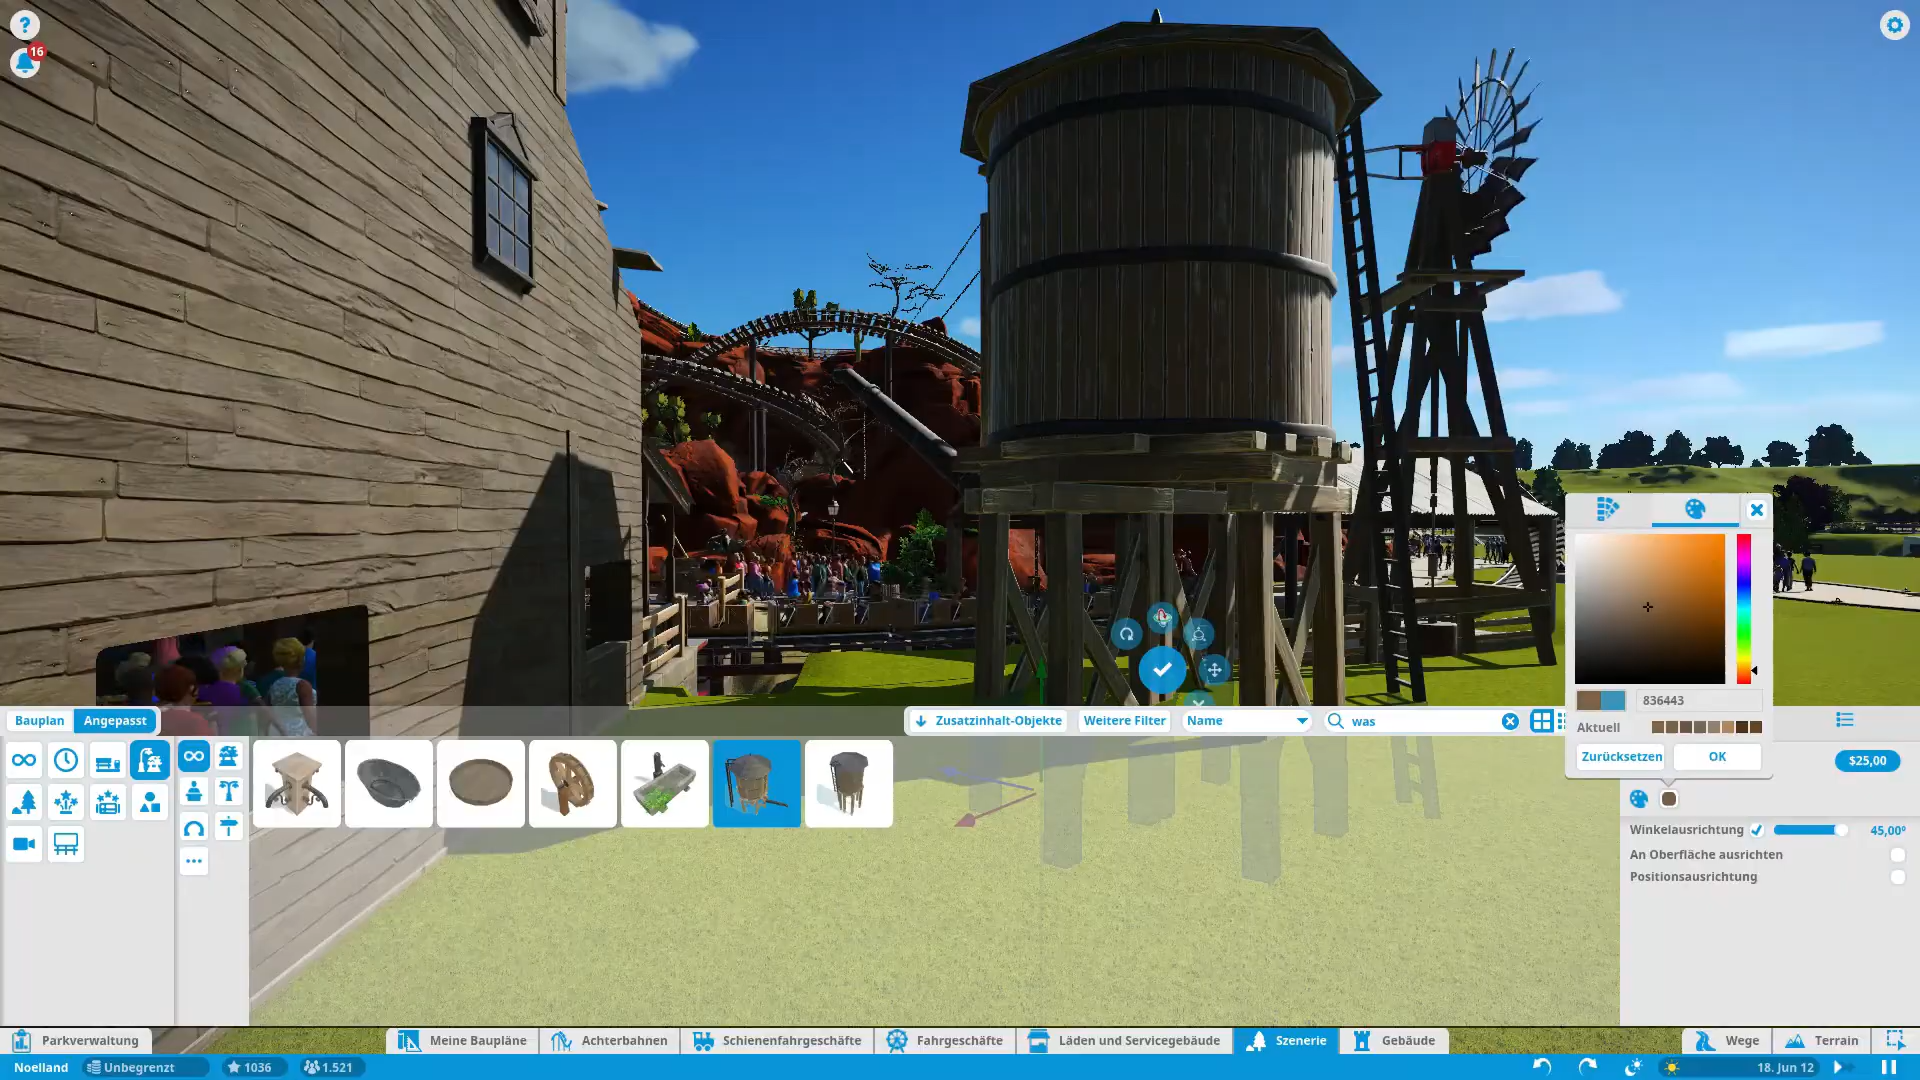 ?
16
Bauplan
Angepasst
Zusatzinhalt-Objekte
Weitere Filter
Name
was
836443
Aktuell
Zurücksetzen
OK
$25,00
Winkelausrichtung
45,00°
An Oberfläche ausrichten
Positionsausrichtung
Parkverwaltung
Meine Baupläne
Achterbahnen
Schienenfahrgeschäfte
Fahrgeschäfte
Läden und Servicegebäude
Szenerie
Gebäude
Wege
Terrain
Noelland
Unbegrenzt
1036
1.521
18. Jun 12